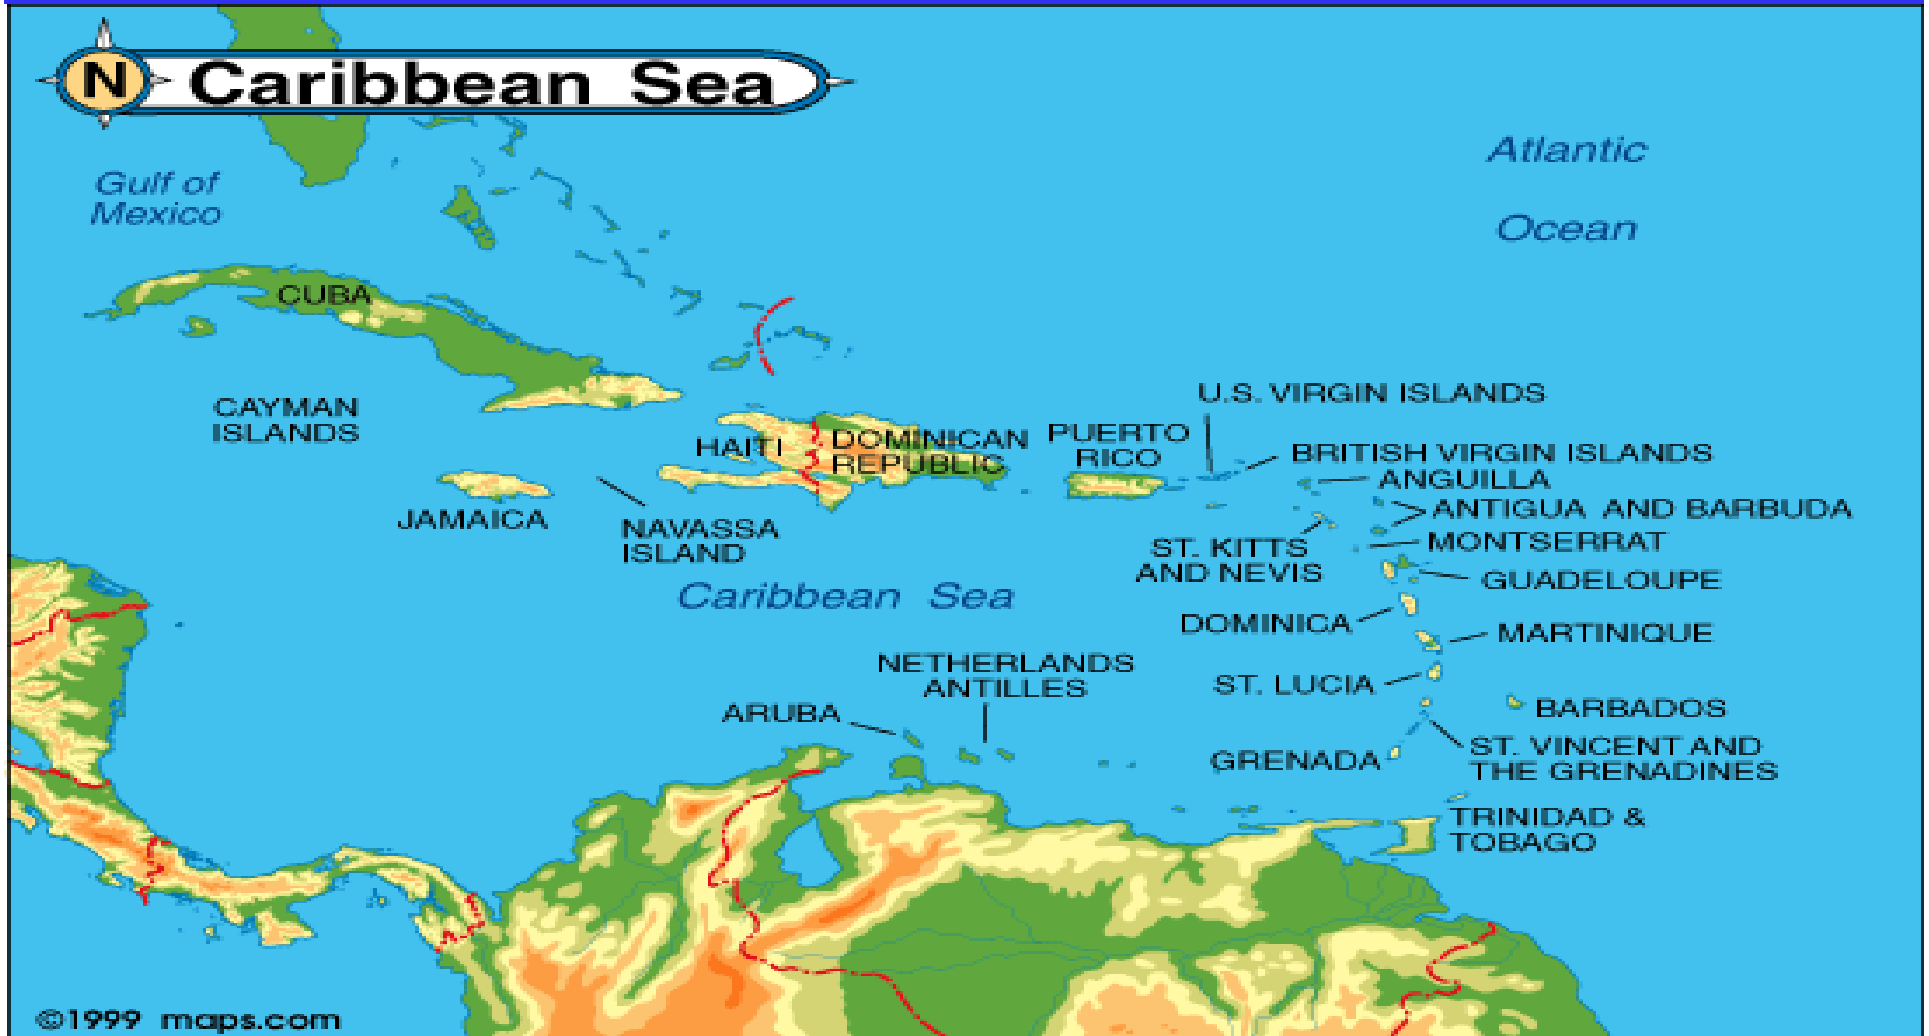 N Caribbean Sea
Atlantic
Ocean
Gulf of
Mexico
CUBA
CAYMAN
ISLANDS
U.S. VIRGIN ISLANDS
HAITI
DOMINICAN
REPUBLIC
PUERTO
RICO
BRITISH VIRGIN ISLANDS
ANGUILLA
ANTIGUA AND BARBUDA
JAMAICA
NAVASSA
ISLAND
ST. KITTS
AND NEVIS
MONTSERRAT
GUADELOUPE
Caribbean Sea
DOMINICA
MARTINIQUE
NETHERLANDS
ANTILLES
ST. LUCIA
ARUBA
BARBADOS
GRENADA
ST. VINCENT AND
THE GRENADINES
TRINIDAD &
TOBAGO
©1999 maps.com